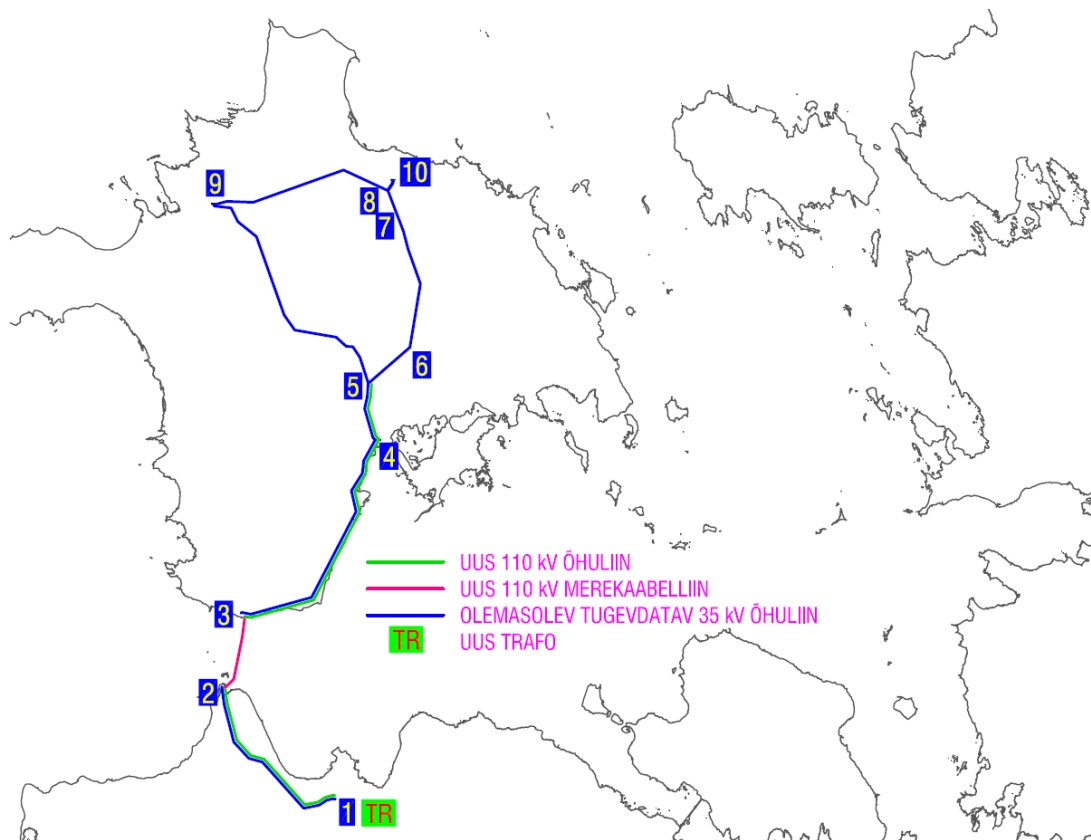 10
9
8
7
6
5
4
UUS 110 kV ÕHULIIN
UUS 110 kV MEREKAABELLIIN
3
OLEMASOLEV TUGEVDATAV 35 kV ÕHULIIN
TR UUS TRAFO
2
1 TR